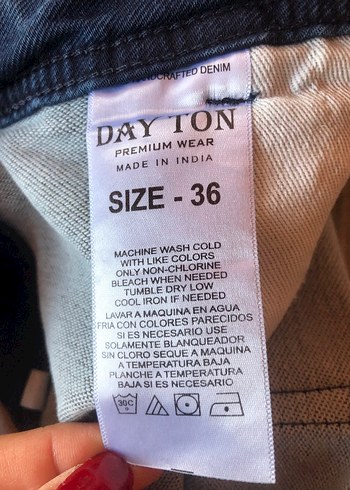 HANDCRAFTED DENIM
DAY TON
PREMIUM WEAR
MADE IN INDIA
SIZE - 36
MACHINE WASH COLD
WITH LIKE COLORS
ONLY NON-CHLORINE
BLEACH WHEN NEEDED
TUMBLE DRY LOW
COOL IRON IF NEEDED
LAVAR A MAQUINA EN AGUA
FRIA CON COLORES PARECIDOS
SI ES NECESARIO USE
SOLAMENTE BLANQUEADOR
SIN CLORO SEQUE A MAQUINA
A TEMPERATURA BAJA
PLANCHE A TEMPERATURA
BAJA SI ES NECESARIO
30C